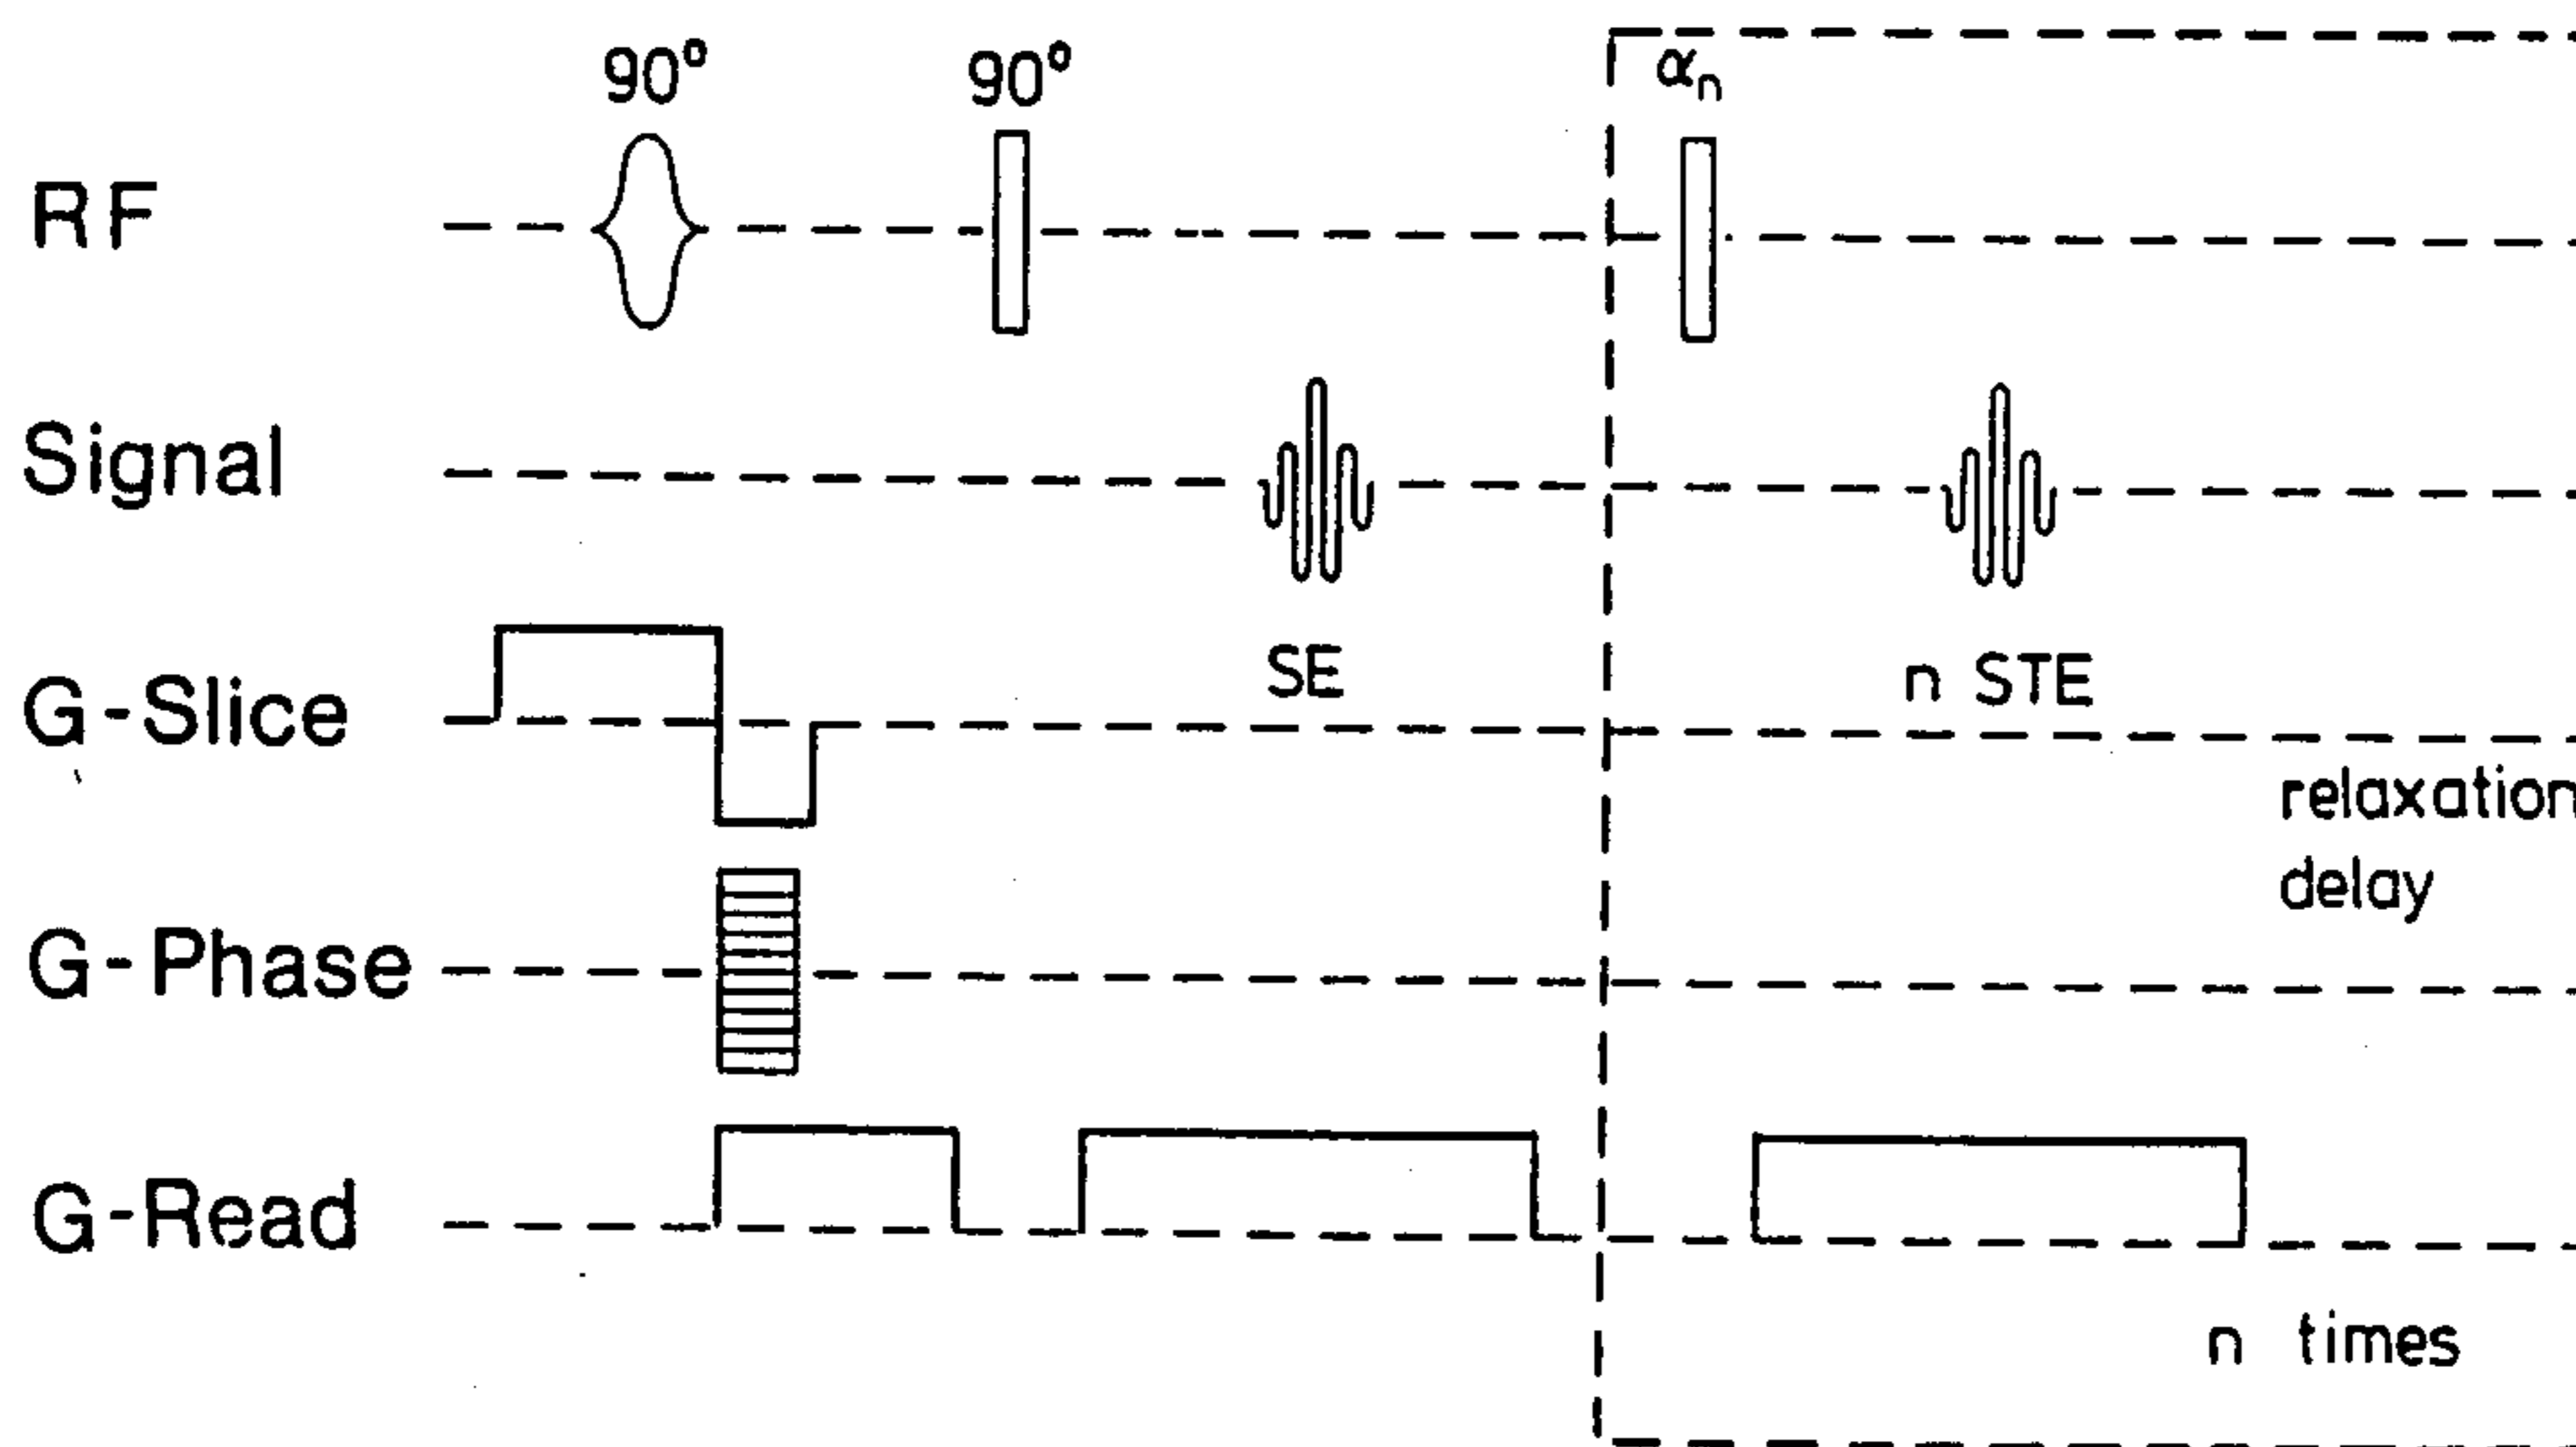 90° 90° αn
RF
Signal
SE n STE
G-Slice
relaxation
delay
G-Phase
G-Read
n times